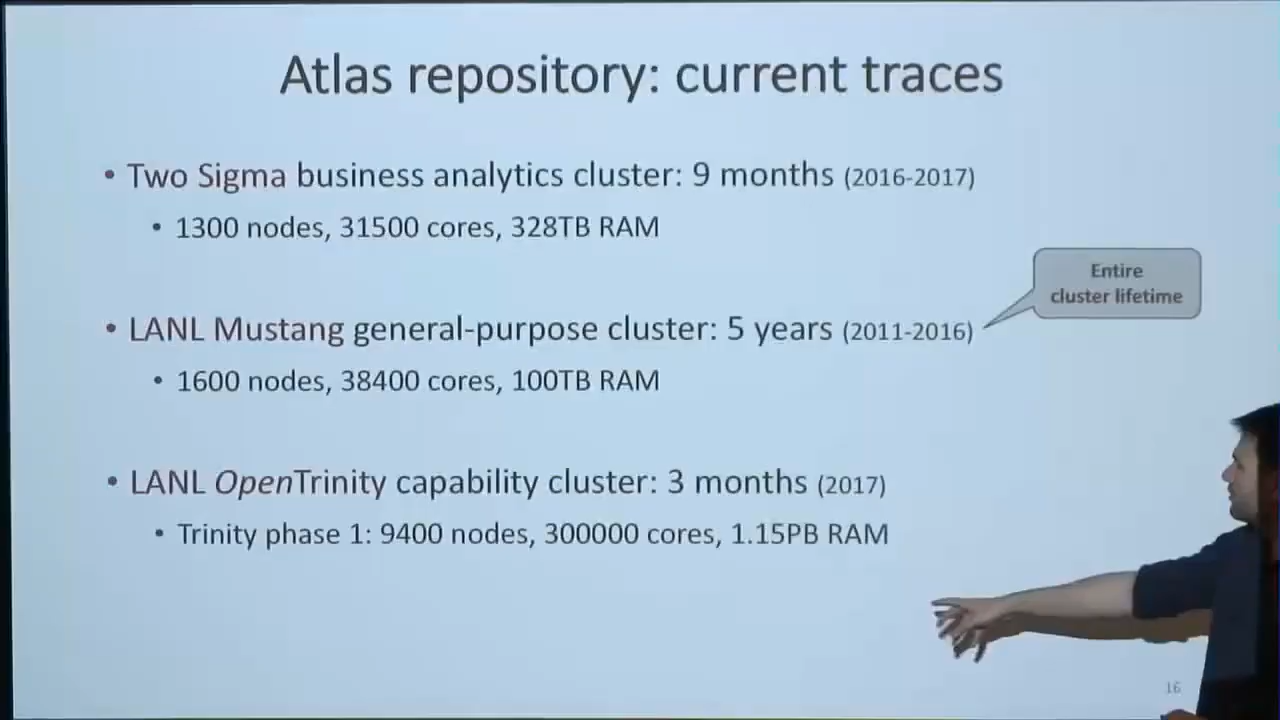 Atlas repository: current traces
• Two Sigma business analytics cluster: 9 months (2016-2017)
• 1300 nodes, 31500 cores, 328TB RAM
Entire
cluster lifetime
• LANL Mustang general-purpose cluster: 5 years (2011-2016)
• 1600 nodes, 38400 cores, 100TB RAM
• LANL OpenTrinity capability cluster: 3 months (2017)
• Trinity phase 1: 9400 nodes, 300000 cores, 1.15PB RAM
16